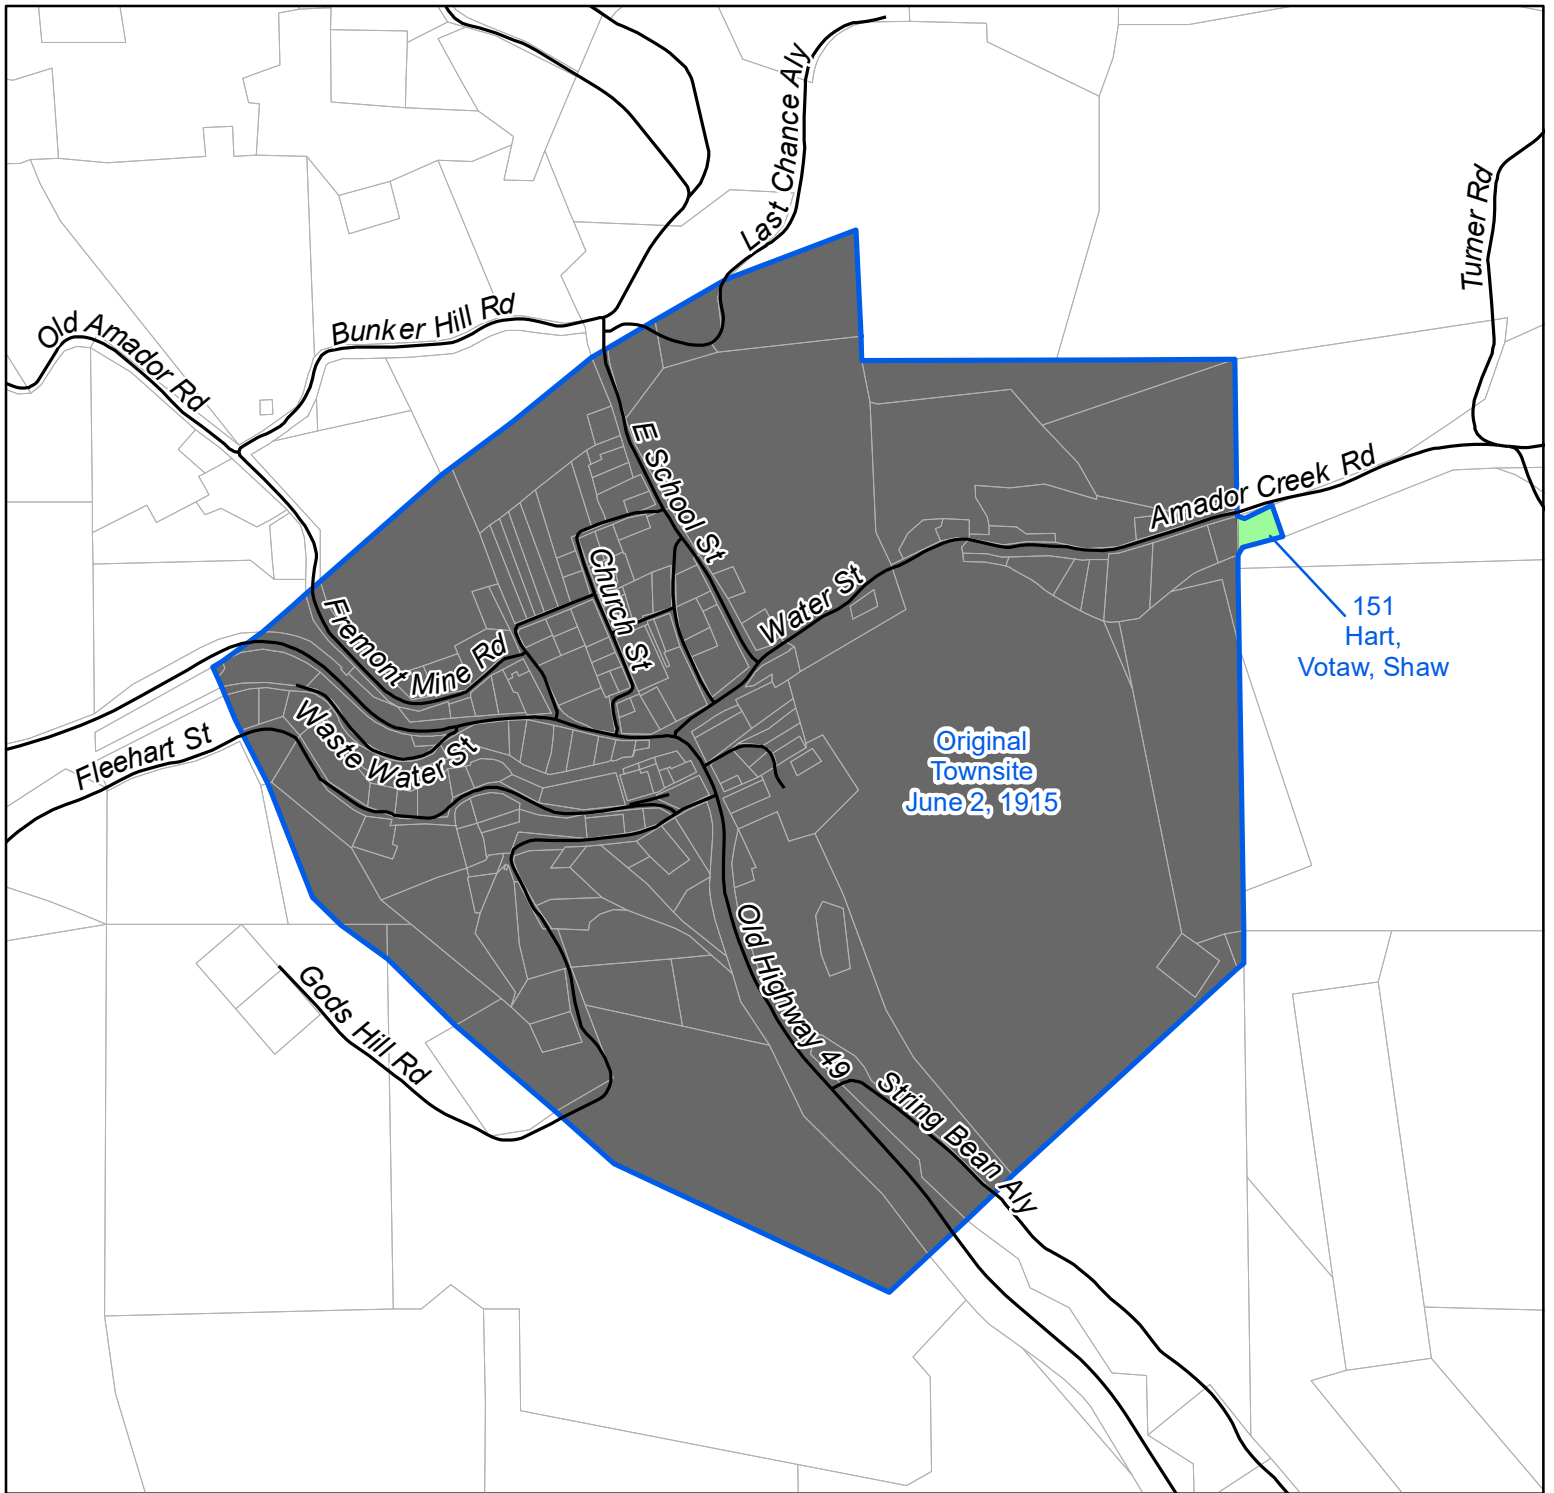 Last Chance Aly
Turner Rd
Old Amador Rd
Bunker Hill Rd
E School St
Amador Creek Rd
Church St
Water St
Fremont Mine Rd
151
Hart,
Votaw, Shaw
Fleehart St
Waste Water St
Original
Townsite
June 2, 1915
Old Highway 49
Gods Hill Rd
String Bean Aly